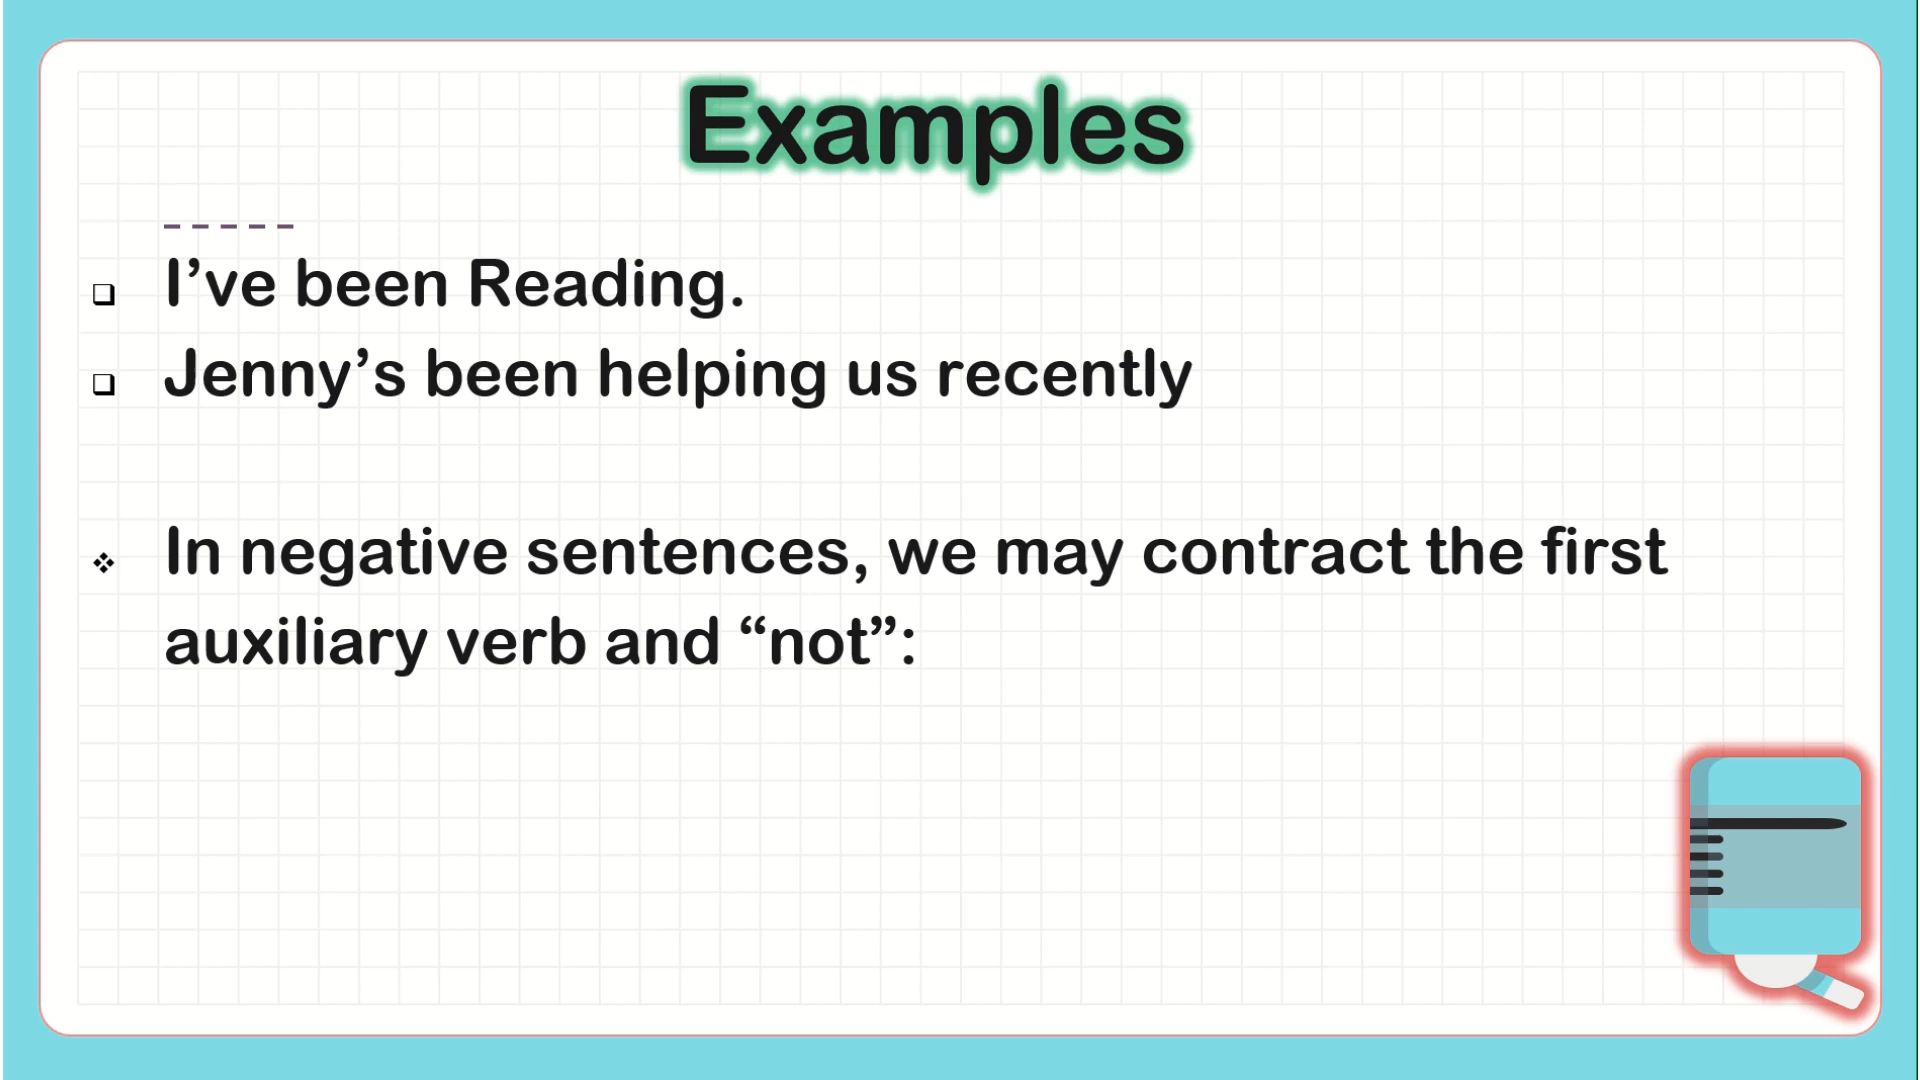 Examples
I’ve been Reading.
Jenny’s been helping us recently
In negative sentences, we may contract the first
auxiliary verb and “not”: